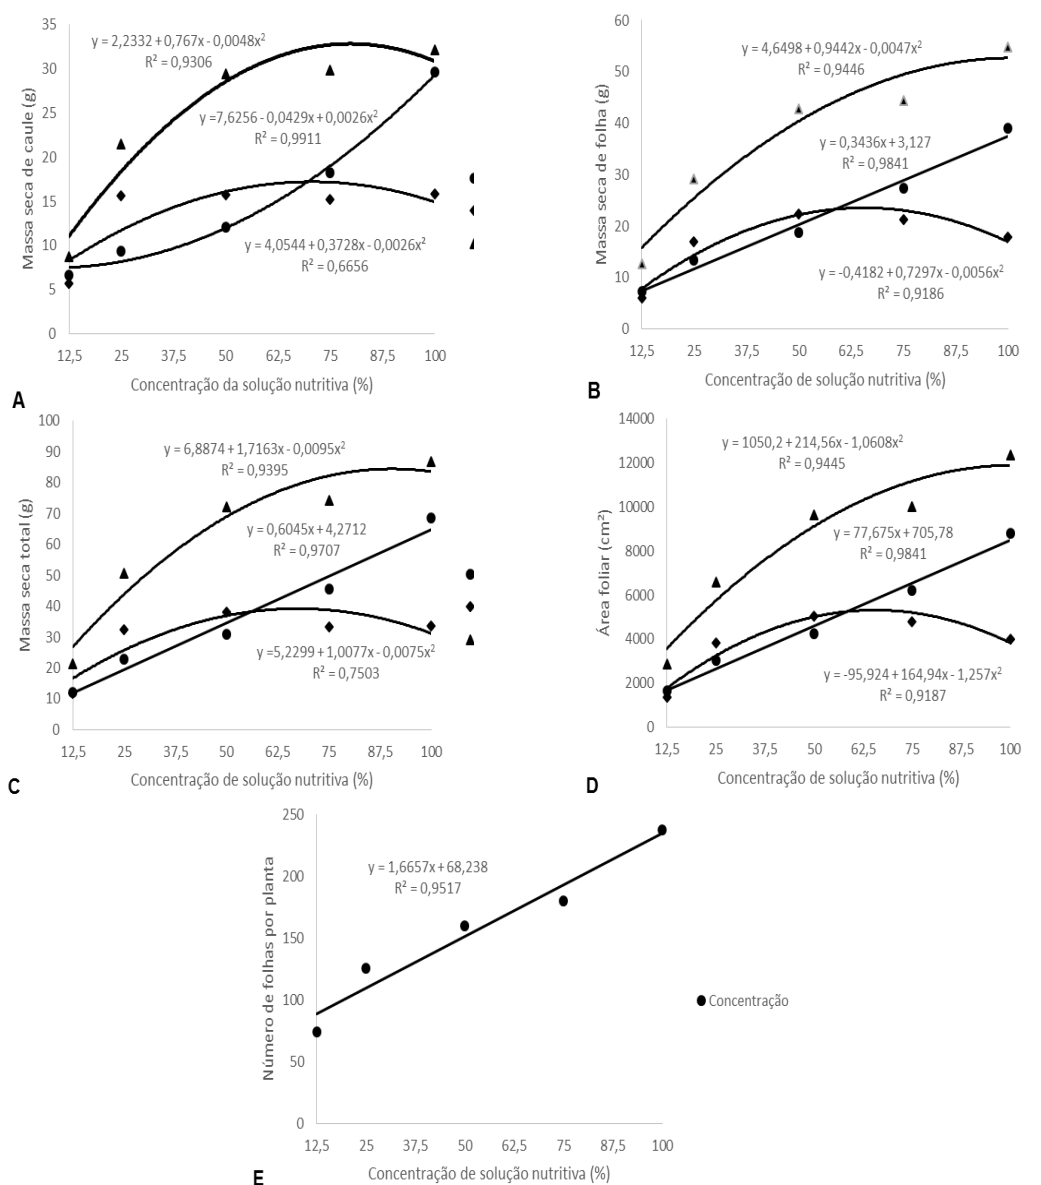 35
30
25
20
15
10
5
0
Massa seca de caule (g)
y = 2,2332 + 0,767x - 0,0048x²
R² = 0,9306
y =7,6256 - 0,0429x + 0,0026x²
R² = 0,9911
y = 4,0544 + 0,3728x - 0,0026x²
R² = 0,6656
12,5 25 37,5 50 62,5 75 87,5 100
Concentração da solução nutritiva (%)
A
60
50
40
30
20
10
0
Massa seca de folha (g)
y = 4,6498 + 0,9442x - 0,0047x²
R² = 0,9446
y = 0,3436x + 3,127
R² = 0,9841
y = -0,4182 + 0,7297x - 0,0056x²
R² = 0,9186
12,5 25 37,5 50 62,5 75 87,5 100
Concentração de solução nutritiva (%)
B
100
90
80
70
60
50
40
30
20
10
0
Massa seca total (g)
y = 6,8874 + 1,7163x - 0,0095x²
R² = 0,9395
y = 0,6045x + 4,2712
R² = 0,9707
y =5,2299 + 1,0077x - 0,0075x²
R² = 0,7503
12,5 25 37,5 50 62,5 75 87,5 100
Concentração de solução nutritiva (%)
C
14000
12000
10000
8000
6000
4000
2000
0
Área foliar (cm²)
y = 1050,2 + 214,56x - 1,0608x²
R² = 0,9445
y = 77,675x + 705,78
R² = 0,9841
y = -95,924 + 164,94x - 1,257x²
R² = 0,9187
12,5 25 37,5 50 62,5 75 87,5 100
Concentração de solução nutritiva (%)
D
250
200
150
100
50
0
Número de folhas por planta
y = 1,6657x + 68,238
R² = 0,9517
Concentração
12,5 25 37,5 50 62,5 75 87,5 100
Concentração de solução nutritiva (%)
E